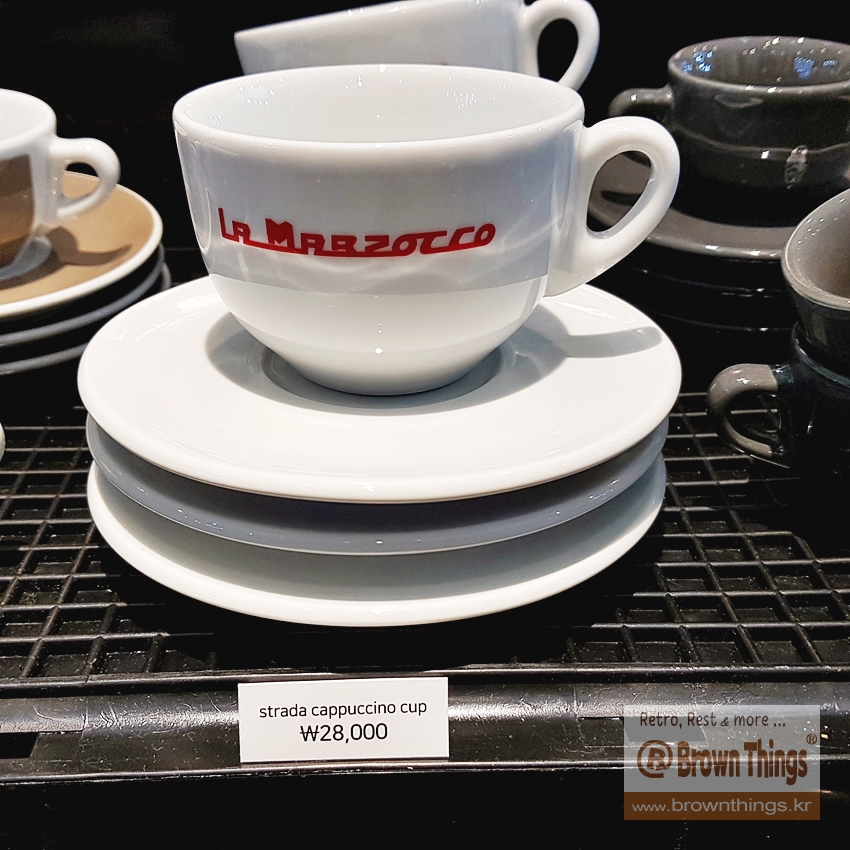 La Marzocco
strada cappuccino cup
₩28,000
Retro, Rest & more ...
Brown Things®
www.brownthings.kr